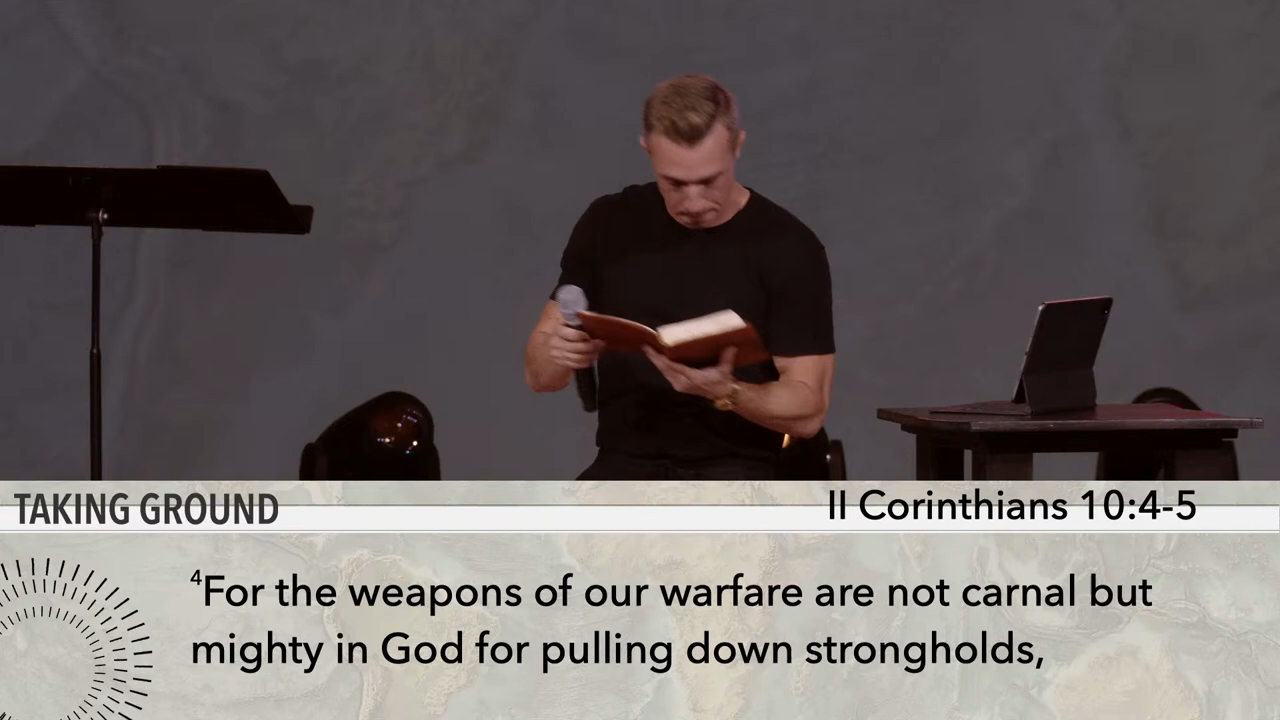 TAKING GROUND
II Corinthians 10:4-5
4For the weapons of our warfare are not carnal but
mighty in God for pulling down strongholds,